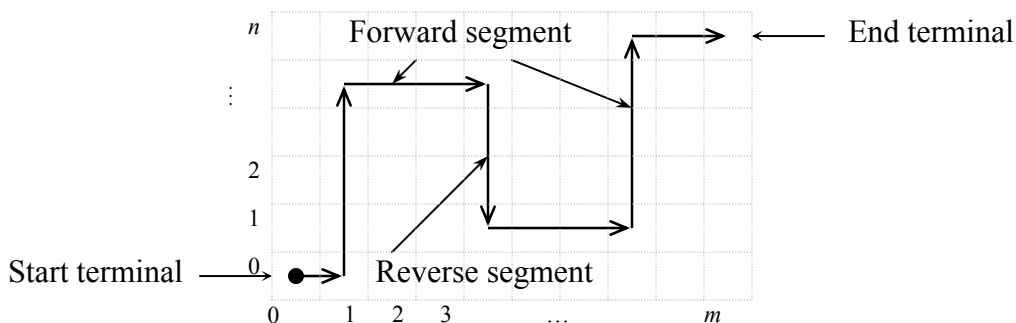 n
Forward segment
End terminal
⋮
2
1
Start terminal
0
Reverse segment
0 1 2 3 … m